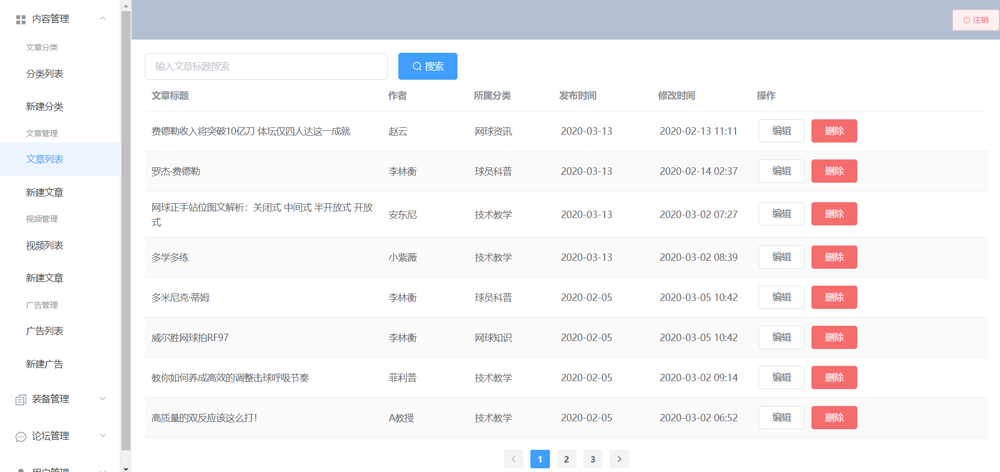 内容管理
文章分类
分类列表
新建分类
文章管理
文章列表
新建文章
视频管理
视频列表
新建文章
广告管理
广告列表
新建广告
装备管理
论坛管理
用户管理
注销
输入文章标题搜索 搜索
文章标题 作者 所属分类 发布时间 修改时间 操作
费德勒收入将突破10亿刀 体坛仅四人达这一成就 赵云 网球资讯 2020-03-13 2020-02-13 11:11 编辑 删除
罗杰·费德勒 李林衡 球员科普 2020-03-13 2020-02-14 02:37 编辑 删除
网球正手站位图文解析：关闭式 中间式 半开放式 开放
式 安东尼 技术教学 2020-03-13 2020-03-02 07:27 编辑 删除
多学多练 小紫薇 技术教学 2020-03-13 2020-03-02 08:39 编辑 删除
多米尼克·蒂姆 李林衡 球员科普 2020-02-05 2020-03-05 10:42 编辑 删除
威尔胜网球拍RF97 李林衡 网球知识 2020-02-05 2020-03-05 10:42 编辑 删除
教你如何养成高效的调整击球呼吸节奏 菲利普 技术教学 2020-02-05 2020-03-02 09:14 编辑 删除
高质量的双反应该这么打！ A教授 技术教学 2020-02-05 2020-03-02 06:52 编辑 删除
1 2 3